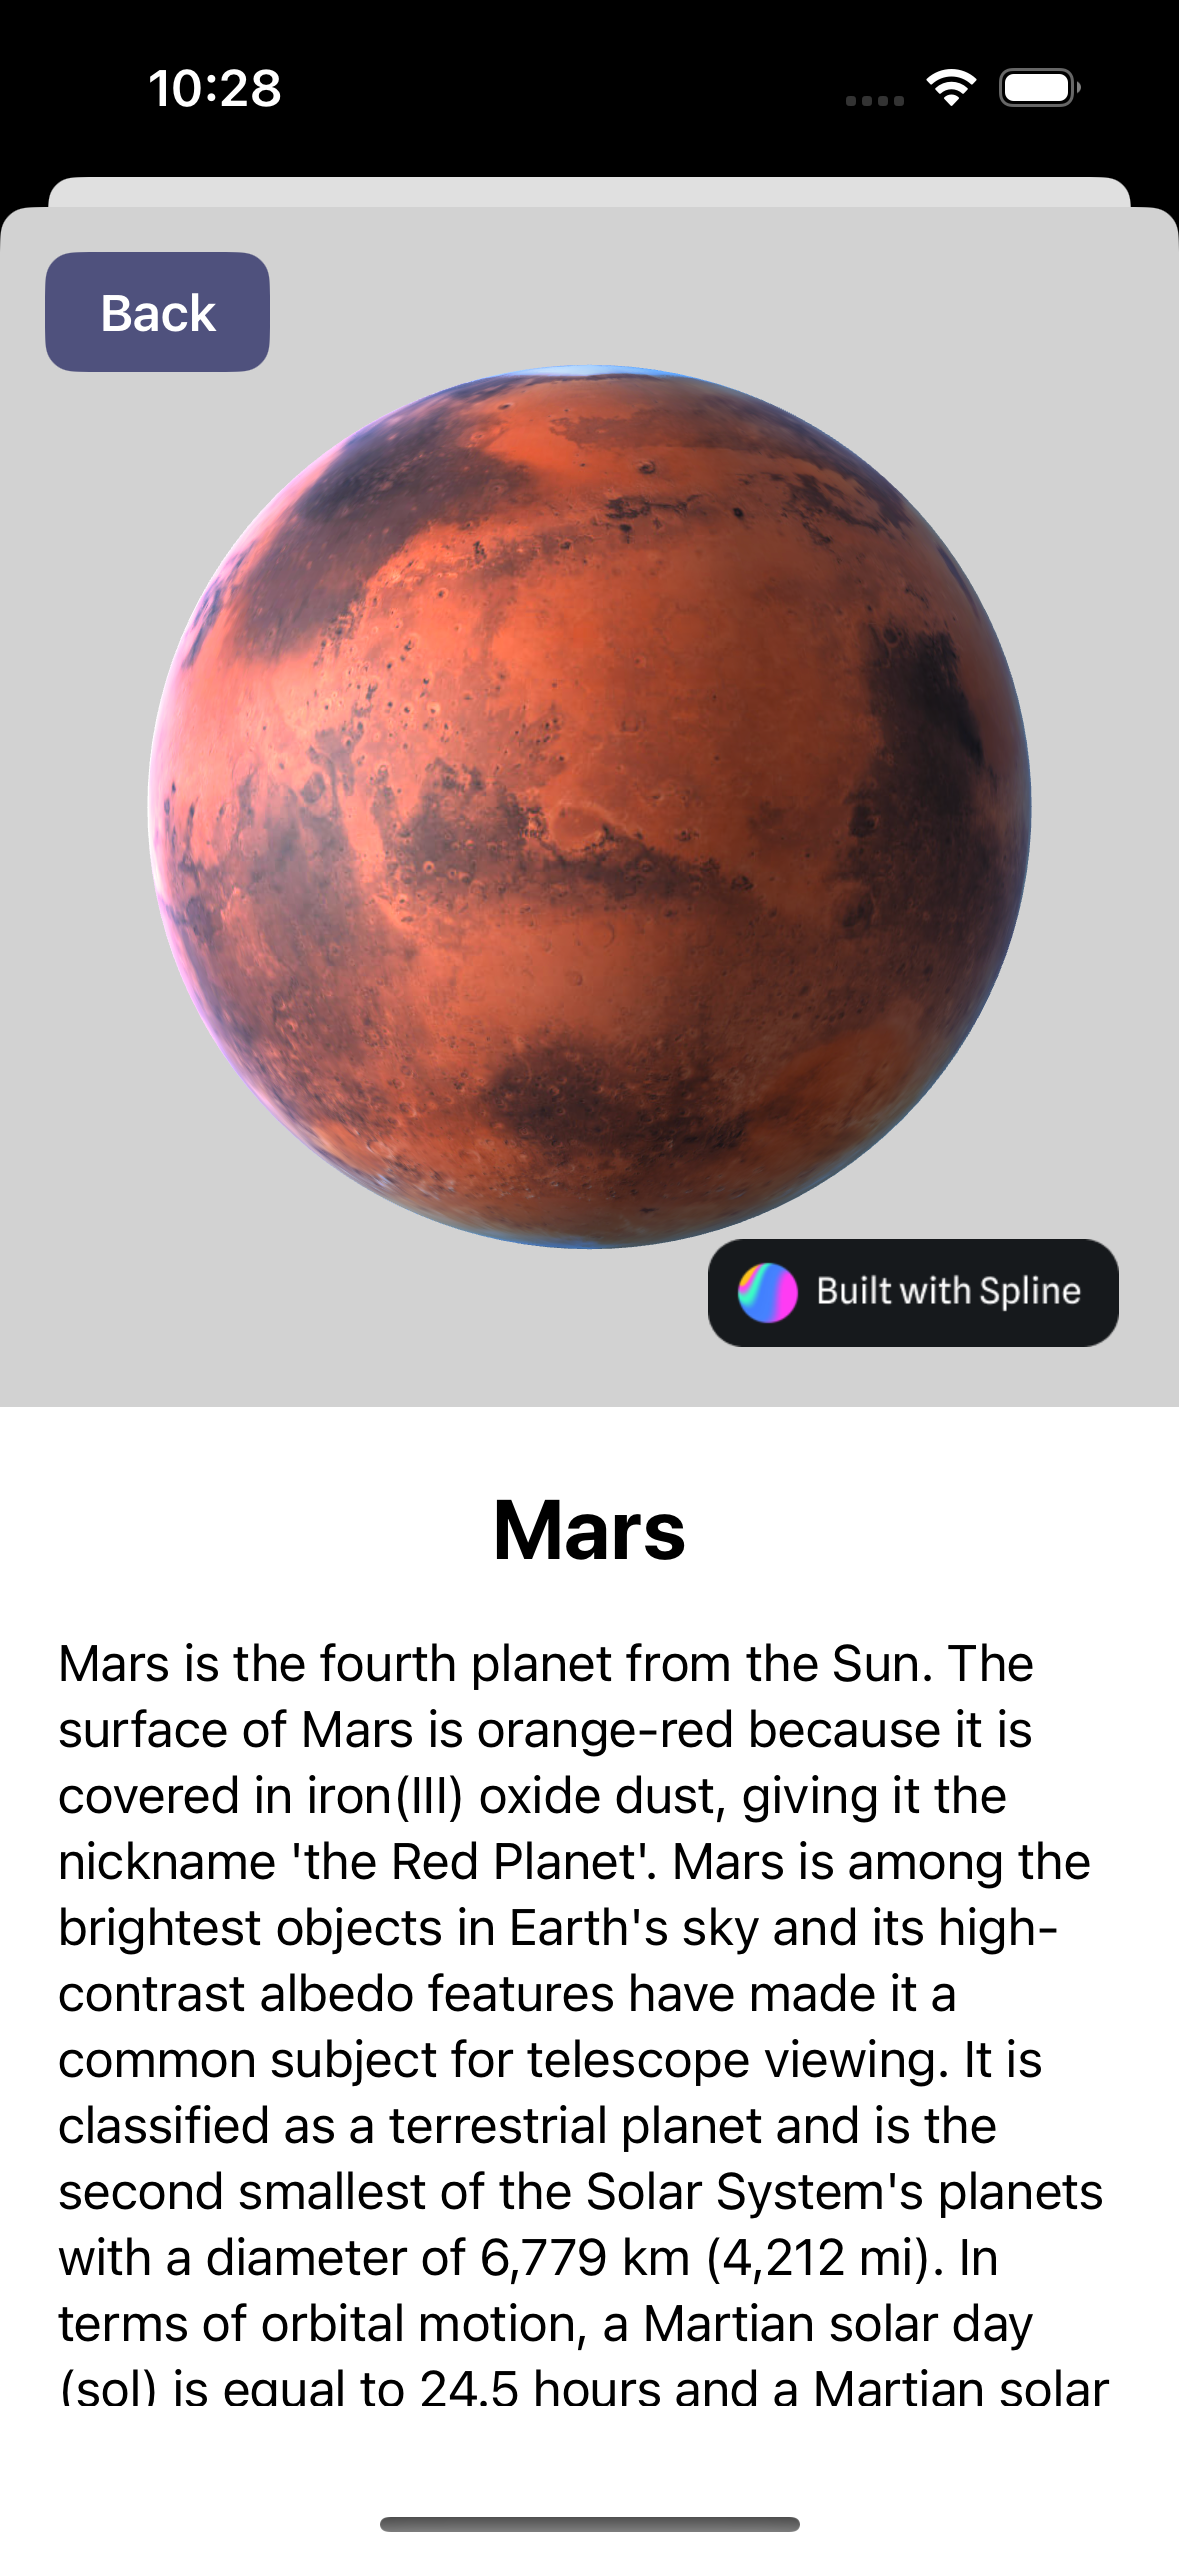 10:28
Back
Built with Spline
Mars
Mars is the fourth planet from the Sun. The
surface of Mars is orange-red because it is
covered in iron(III) oxide dust, giving it the
nickname 'the Red Planet'. Mars is among the
brightest objects in Earth's sky and its high-
contrast albedo features have made it a
common subject for telescope viewing. It is
classified as a terrestrial planet and is the
second smallest of the Solar System's planets
with a diameter of 6,779 km (4,212 mi). In
terms of orbital motion, a Martian solar day
(sol) is equal to 24.5 hours and a Martian solar